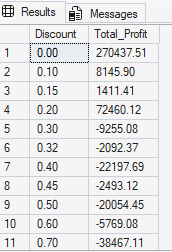 Results Messages
Discount Total_Profit
1 0.00 270437.51
2 0.10 8145.90
3 0.15 1411.41
4 0.20 72460.12
5 0.30 -9255.08
6 0.32 -2092.37
7 0.40 -22197.69
8 0.45 -2493.12
9 0.50 -20054.45
10 0.60 -5769.08
11 0.70 -38467.11